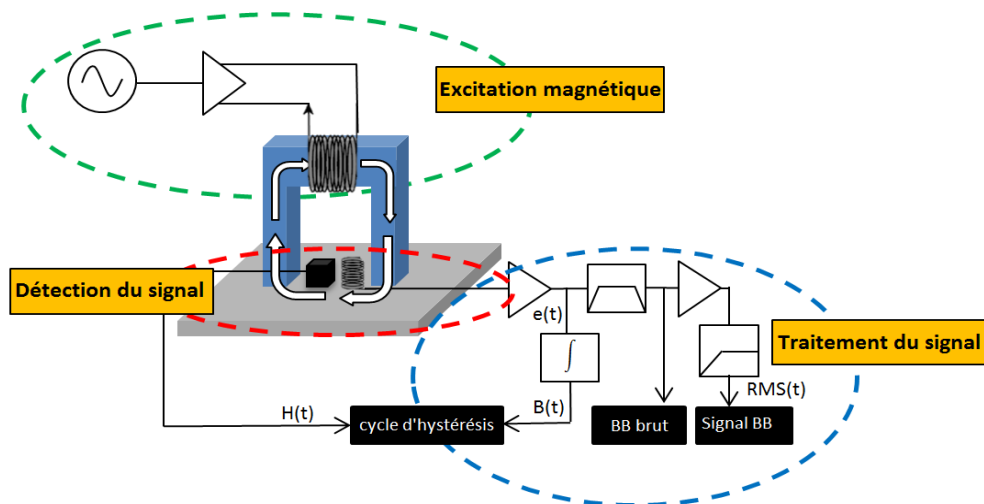 Excitation magnétique
Détection du signal
e(t)
∫
Traitement du signal
RMS(t)
H(t)
B(t)
cycle d'hystérésis
BB brut
Signal BB